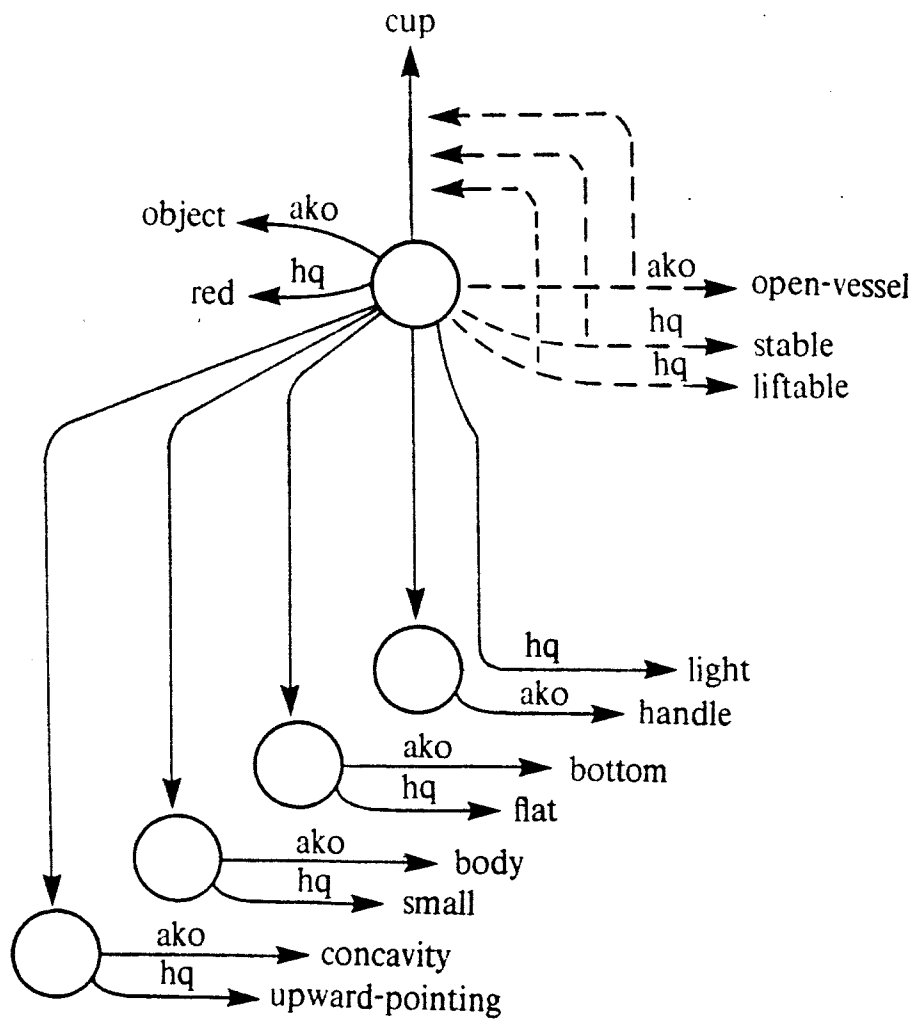 cup
object ako
red hq
ako open-vessel
hq stable
hq liftable
hq light
ako handle
ako bottom
hq flat
ako body
hq small
ako concavity
hq upward-pointing